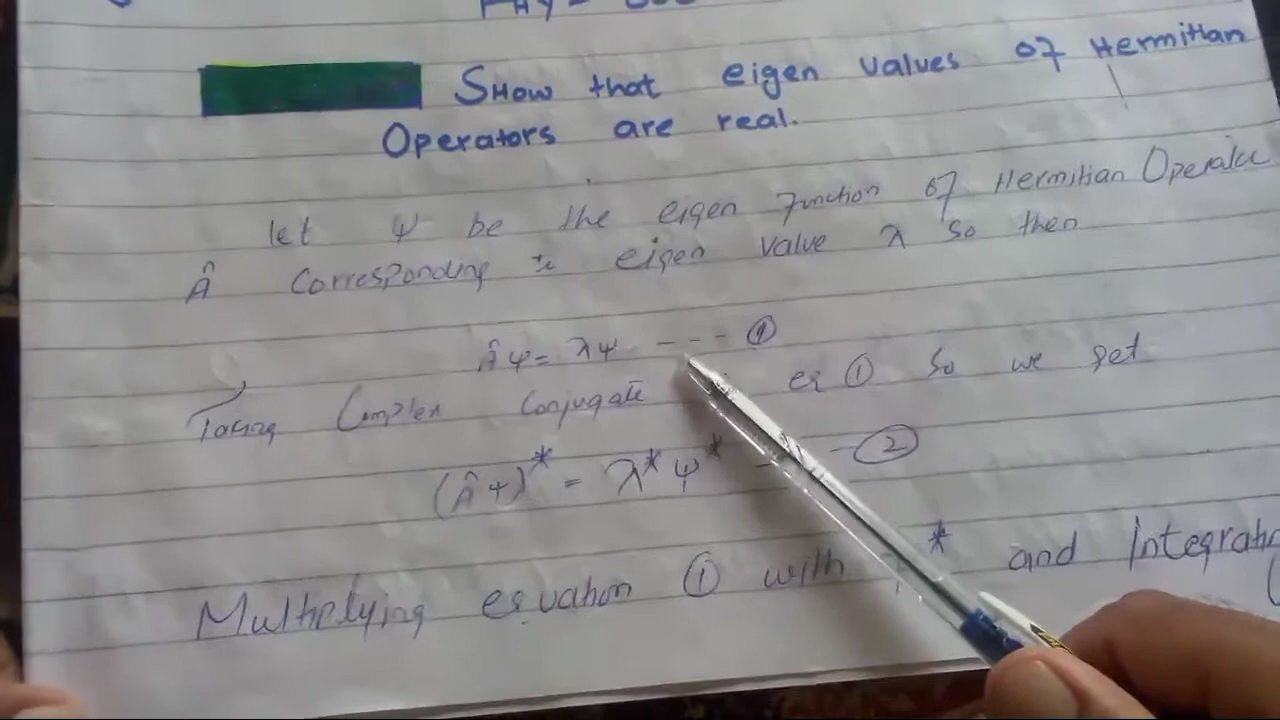 Show that eigen values of Hermitian
Operators are real.
let ψ be the eigen function of Hermitian Operator
Â Corresponding to eigen value λ so then
Âψ = λψ --- ①
Taking Complex Conjugate eq ① so we get
(Âψ)* = λ*ψ* - - ②
Multiplying equation ① with * and Integrati